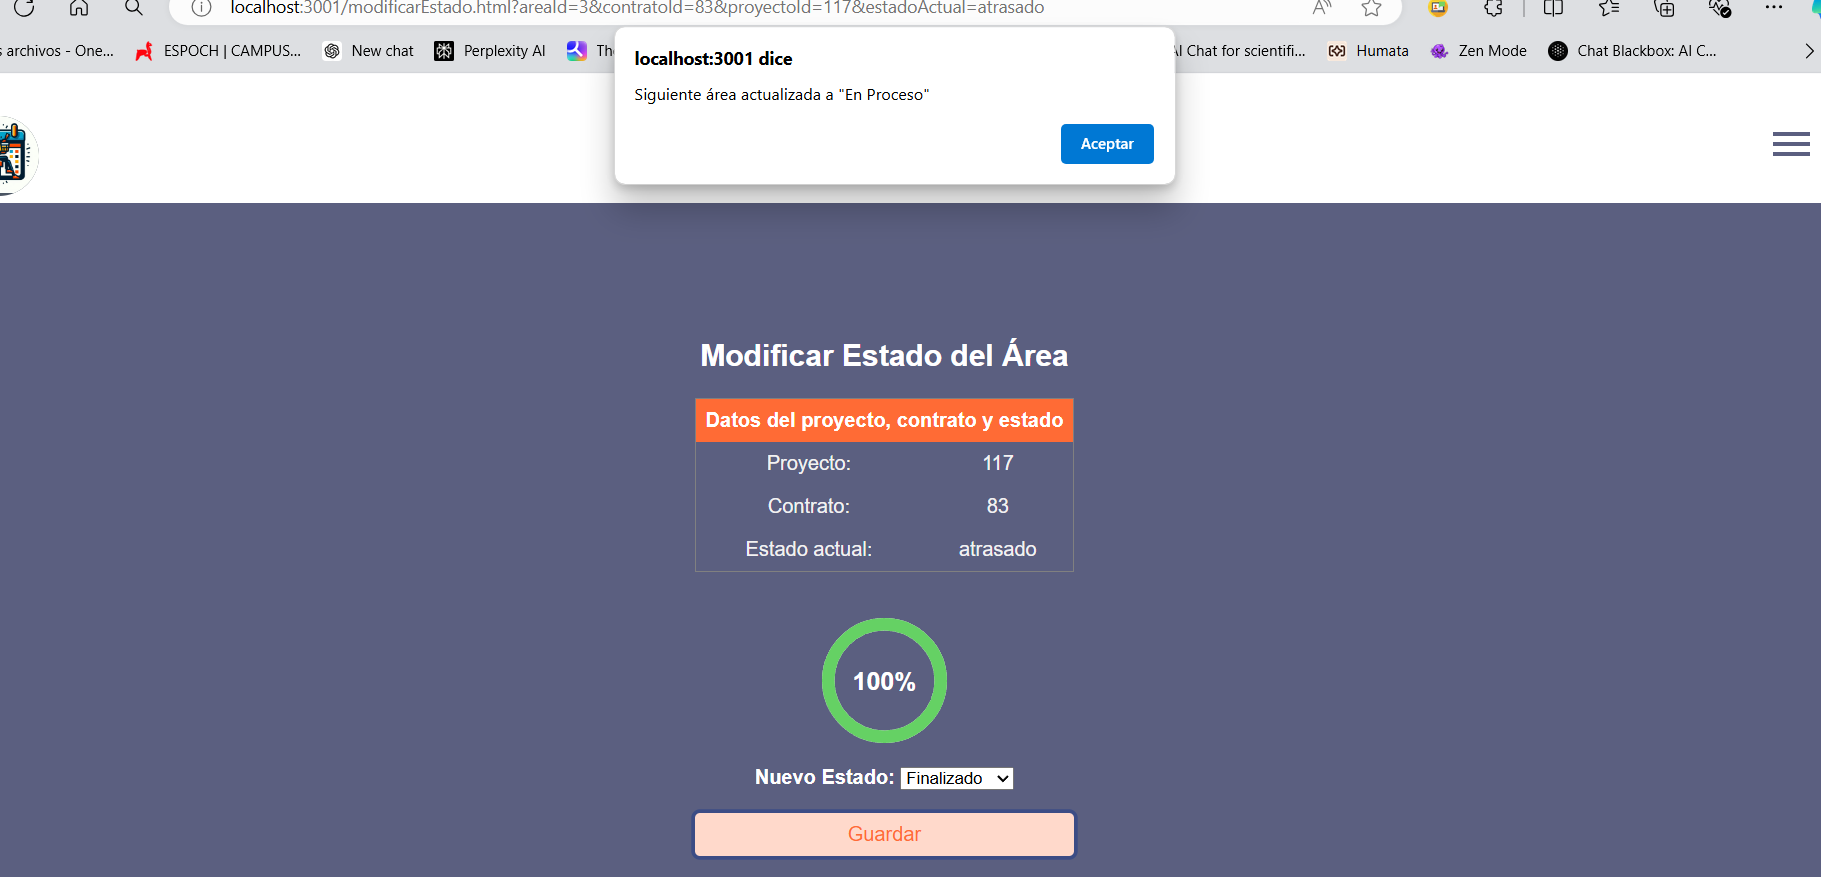 localhost:3001/modificarEstado.html?areaId=3&contratoId=83&proyectoId=117&estadoActual=atrasado
s archivos - One... ESPOCH | CAMPUS... New chat Perplexity AI AI Chat for scientifi... Humata Zen Mode Chat Blackbox: AI C...
localhost:3001 dice
Siguiente área actualizada a "En Proceso"
Aceptar
Modificar Estado del Área
Datos del proyecto, contrato y estado
Proyecto: 117
Contrato: 83
Estado actual: atrasado
100%
Nuevo Estado: Finalizado
Guardar